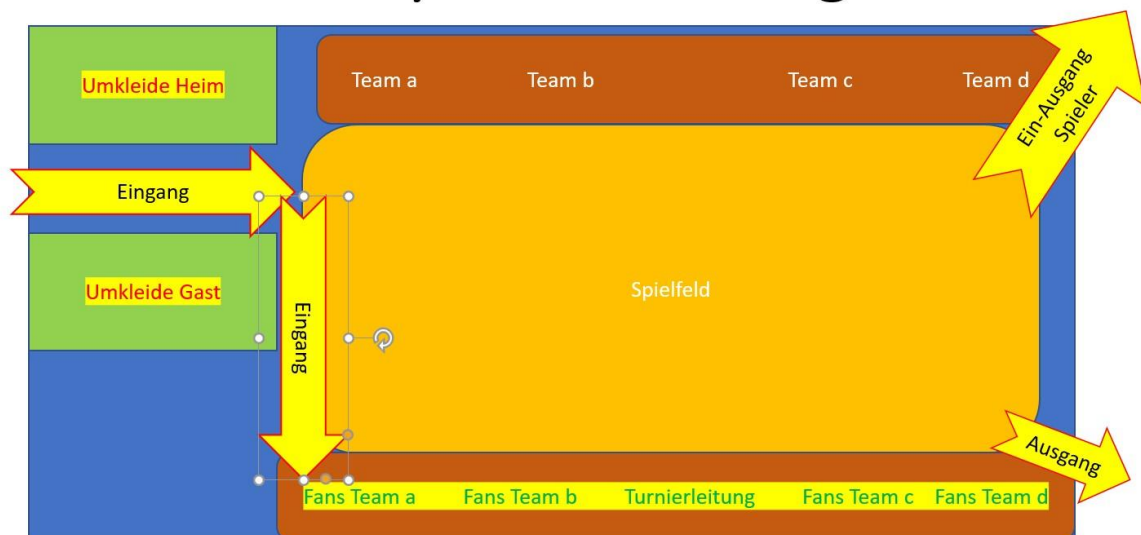 Umkleide Heim
Team a
Team b
Team c
Team d
Ein-Ausgang
Spieler
Eingang
Umkleide Gast
Eingang
Spielfeld
Ausgang
Fans Team a
Fans Team b
Turnierleitung
Fans Team c
Fans Team d